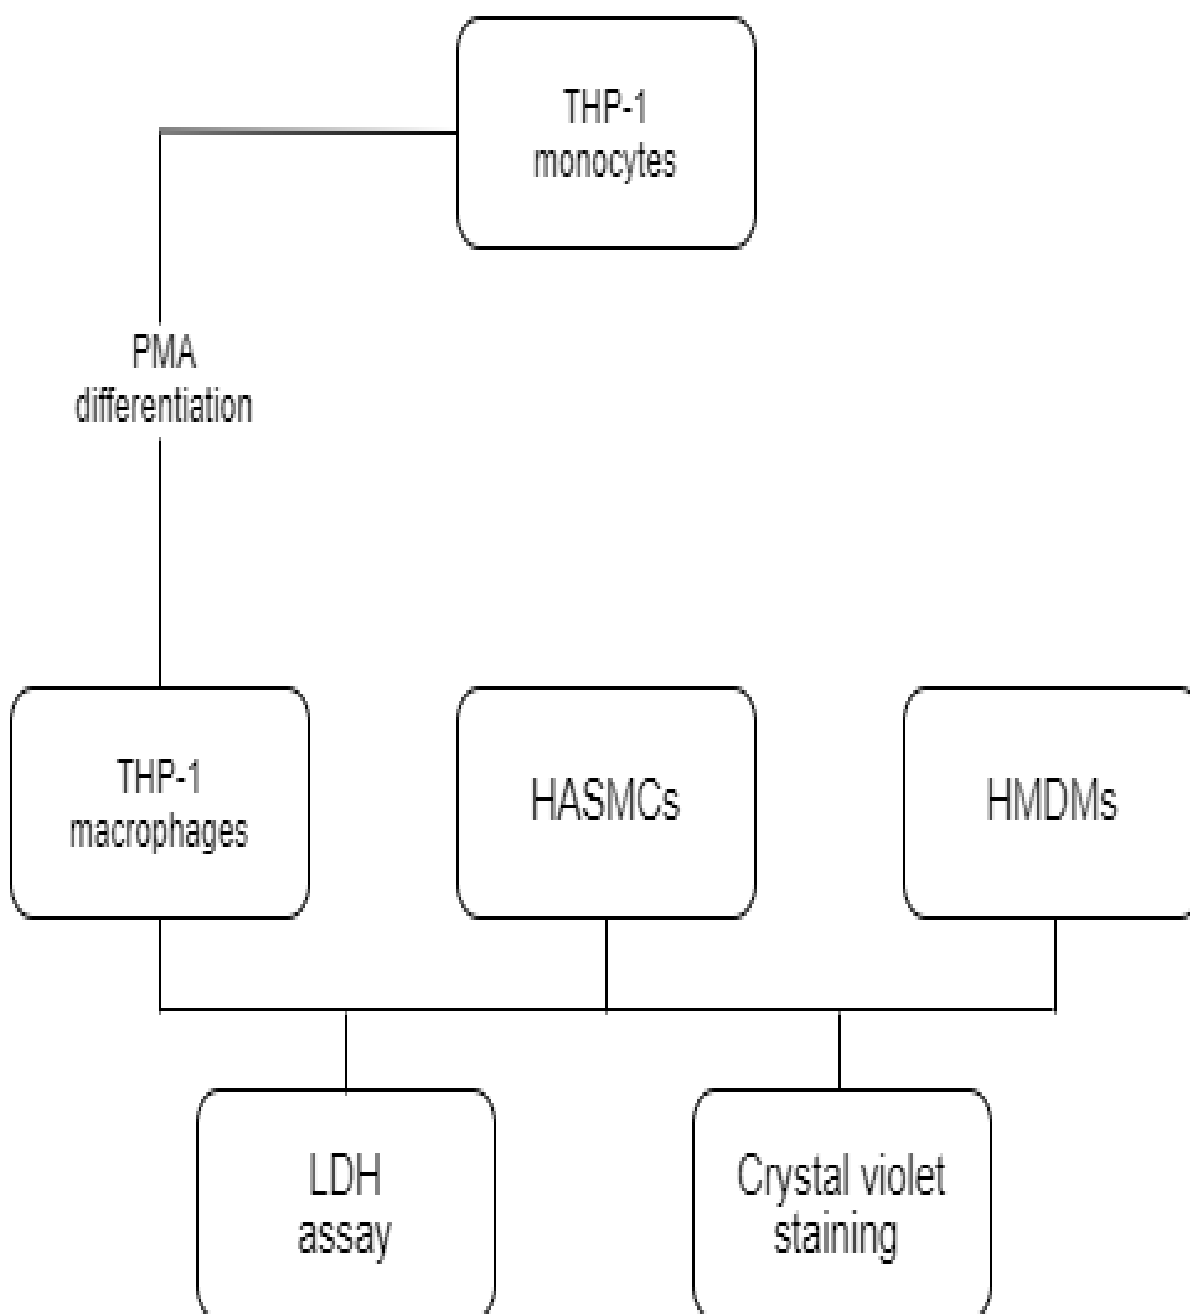 THP-1
monocytes
PMA
differentiation
THP-1
macrophages
HASMCs
HMDMs
LDH
assay
Crystal violet
staining